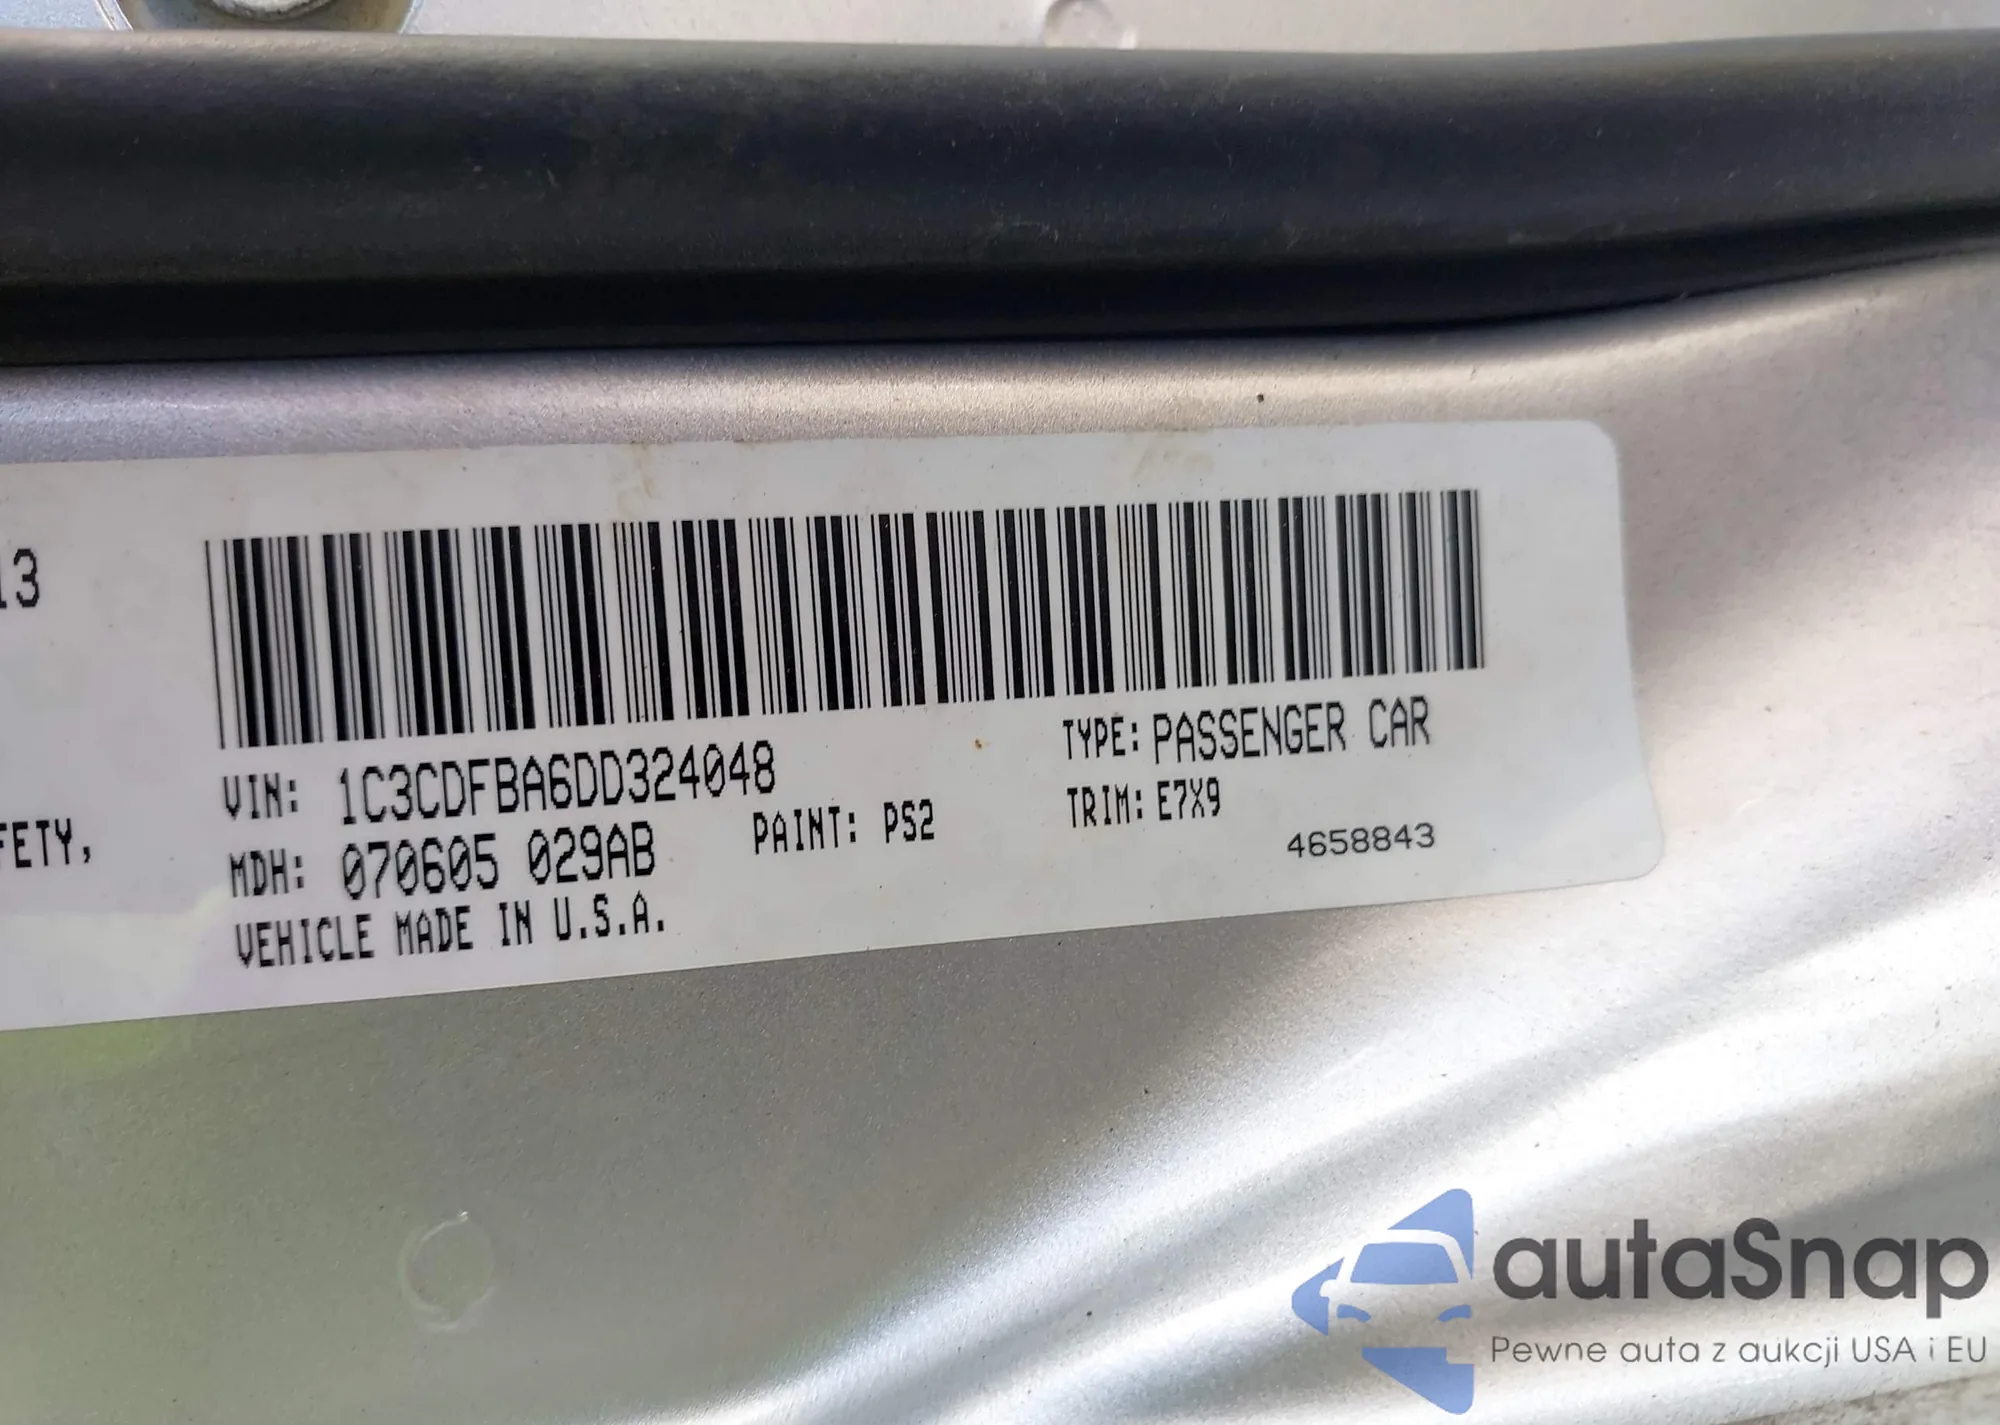 13
FETY,
VIN: 1C3CDFBA6DD324048
TYPE: PASSENGER CAR
MDH: 070605 029AB
PAINT: PS2
TRIM: E7X9
VEHICLE MADE IN U.S.A.
4658843
autaSnap
Pewne auta z aukcji USA i EU